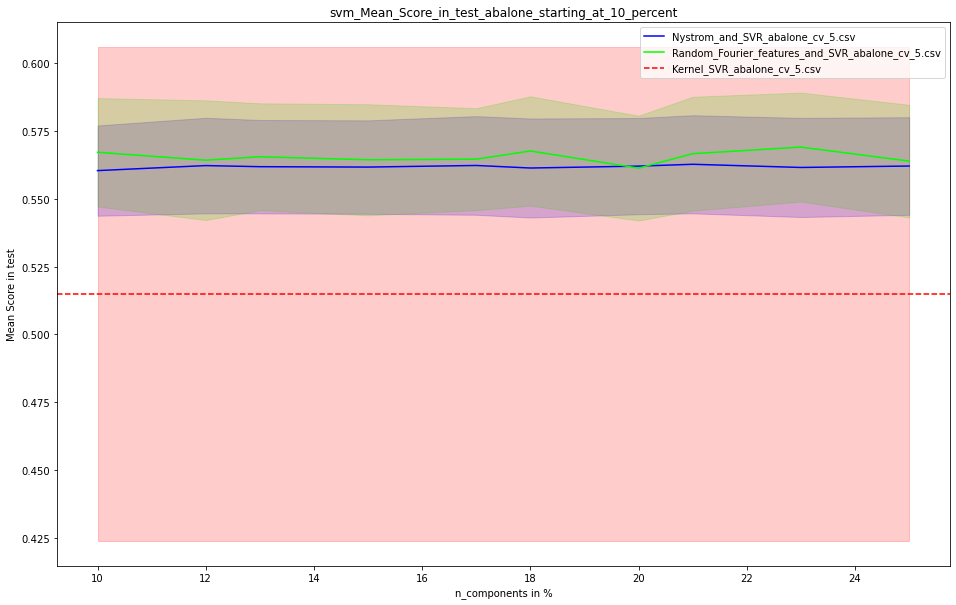 svm_Mean_Score_in_test_abalone_starting_at_10_percent
Nystrom_and_SVR_abalone_cv_5.csv
Random_Fourier_features_and_SVR_abalone_cv_5.csv
Kernel_SVR_abalone_cv_5.csv
Mean Score in test
0.600
0.575
0.550
0.525
0.500
0.475
0.450
0.425
10 12 14 16 18 20 22 24
n_components in %